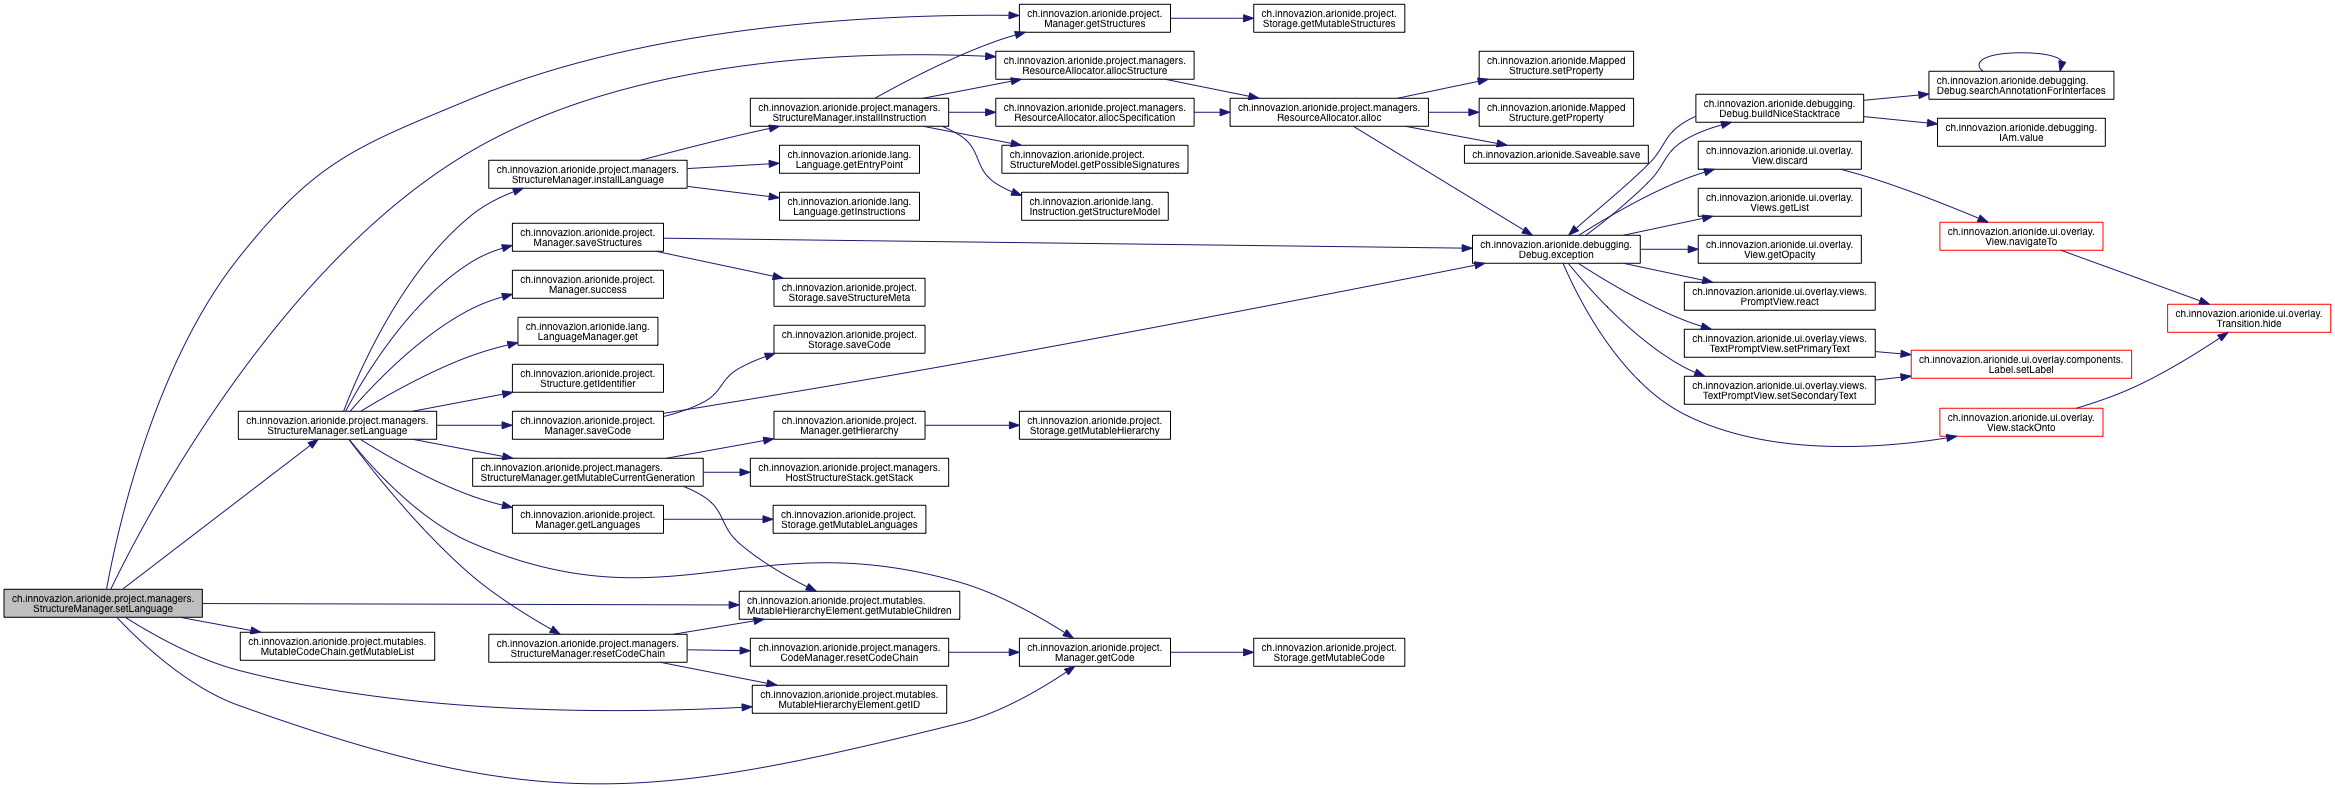 ch.innovazion.arionide.project.managers.
StructureManager.setLanguage
ch.innovazion.arionide.project.managers.
StructureManager.setLanguage
ch.innovazion.arionide.project.mutables.
MutableCodeChain.getMutableList
ch.innovazion.arionide.project.managers.
StructureManager.installLanguage
ch.innovazion.arionide.project.
Manager.saveStructures
ch.innovazion.arionide.project.
Manager.success
ch.innovazion.arionide.lang.
LanguageManager.get
ch.innovazion.arionide.project.
Structure.getIdentifier
ch.innovazion.arionide.project.
Manager.saveCode
ch.innovazion.arionide.project.managers.
StructureManager.getMutableCurrentGeneration
ch.innovazion.arionide.project.
Manager.getLanguages
ch.innovazion.arionide.project.managers.
StructureManager.resetCodeChain
ch.innovazion.arionide.project.managers.
StructureManager.installInstruction
ch.innovazion.arionide.lang.
Language.getEntryPoint
ch.innovazion.arionide.lang.
Language.getInstructions
ch.innovazion.arionide.project.
Storage.saveStructureMeta
ch.innovazion.arionide.project.
Storage.saveCode
ch.innovazion.arionide.project.
Manager.getHierarchy
ch.innovazion.arionide.project.managers.
HostStructureStack.getStack
ch.innovazion.arionide.project.
Storage.getMutableLanguages
ch.innovazion.arionide.project.mutables.
MutableHierarchyElement.getMutableChildren
ch.innovazion.arionide.project.managers.
CodeManager.resetCodeChain
ch.innovazion.arionide.project.mutables.
MutableHierarchyElement.getID
ch.innovazion.arionide.project.
Manager.getStructures
ch.innovazion.arionide.project.managers.
ResourceAllocator.allocStructure
ch.innovazion.arionide.project.managers.
ResourceAllocator.allocSpecification
ch.innovazion.arionide.project.
StructureModel.getPossibleSignatures
ch.innovazion.arionide.lang.
Instruction.getStructureModel
ch.innovazion.arionide.project.
Storage.getMutableHierarchy
ch.innovazion.arionide.project.
Manager.getCode
ch.innovazion.arionide.project.
Storage.getMutableStructures
ch.innovazion.arionide.project.managers.
ResourceAllocator.alloc
ch.innovazion.arionide.project.
Storage.getMutableCode
ch.innovazion.arionide.Mapped
Structure.setProperty
ch.innovazion.arionide.Mapped
Structure.getProperty
ch.innovazion.arionide.Saveable.save
ch.innovazion.arionide.debugging.
Debug.exception
ch.innovazion.arionide.debugging.
Debug.buildNiceStacktrace
ch.innovazion.arionide.ui.overlay.
View.discard
ch.innovazion.arionide.ui.overlay.
Views.getList
ch.innovazion.arionide.ui.overlay.
View.getOpacity
ch.innovazion.arionide.ui.overlay.views.
PromptView.react
ch.innovazion.arionide.ui.overlay.views.
TextPromptView.setPrimaryText
ch.innovazion.arionide.ui.overlay.views.
TextPromptView.setSecondaryText
ch.innovazion.arionide.debugging.
Debug.searchAnnotationForInterfaces
ch.innovazion.arionide.debugging.
IAm.value
ch.innovazion.arionide.ui.overlay.
View.navigateTo
ch.innovazion.arionide.ui.overlay.components.
Label.setLabel
ch.innovazion.arionide.ui.overlay.
View.stackOnto
ch.innovazion.arionide.ui.overlay.
Transition.hide